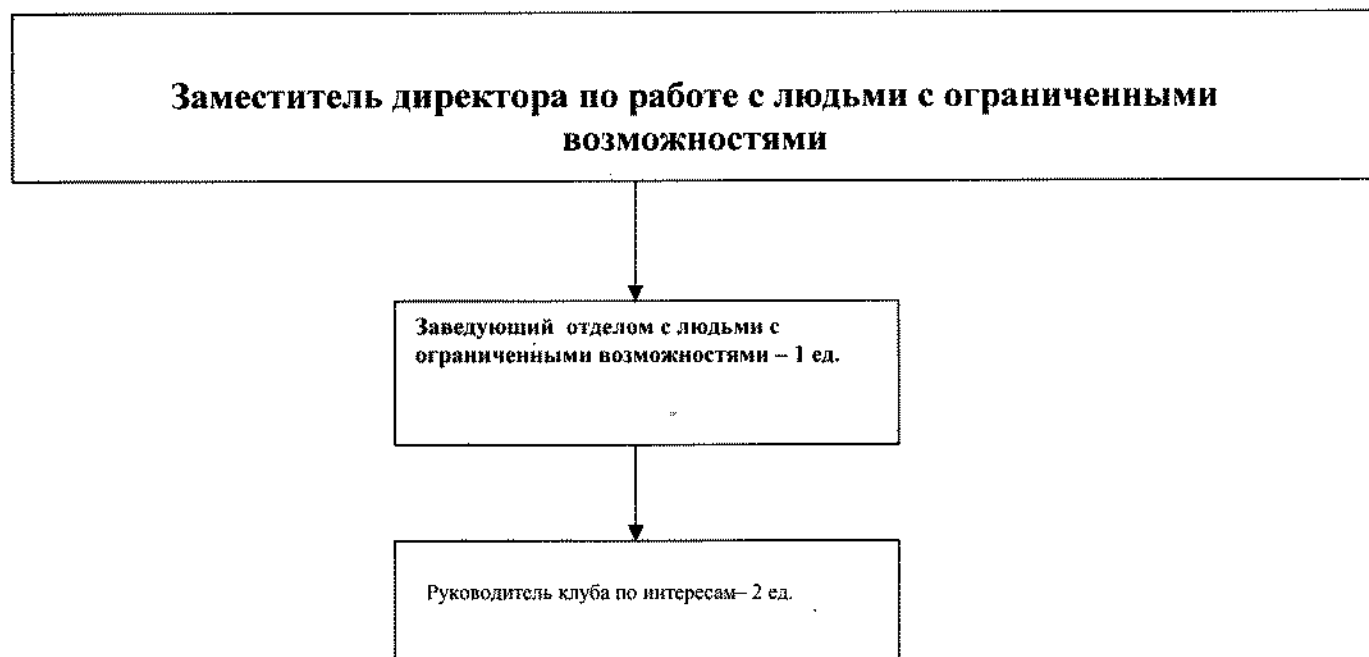 Заместитель директора по работе с людьми с ограниченными
возможностями
Заведующий отделом с людьми с
ограниченными возможностями – 1 ед.
Руководитель клуба по интересам– 2 ед.